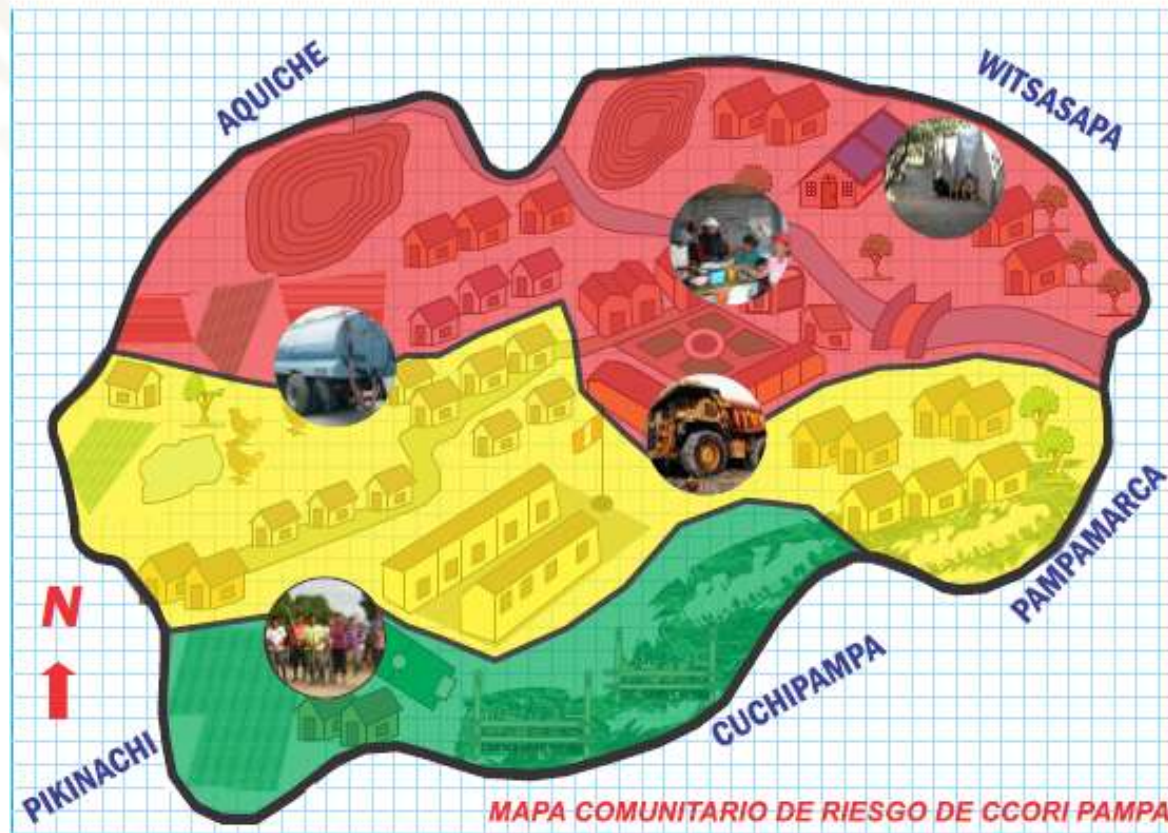 AQUICHE
WITSASAPA
PAMPAMARCA
N
CUCHIPAMPA
PIKINACHI
MAPA COMUNITARIO DE RIESGO DE CCORI PAMPA